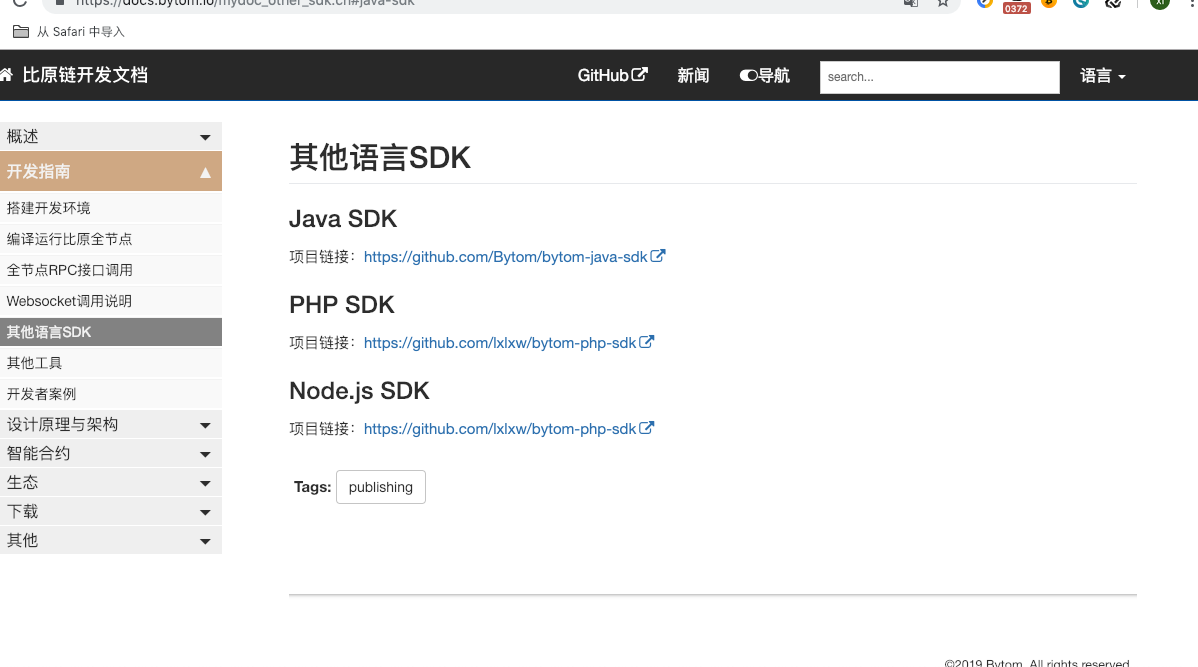 https://docs.bytom.io/mydoc_other_sdk.cn#java-sdk
0372
XI
从 Safari 中导入
比原链开发文档
GitHub
新闻
导航
search...
语言
概述
开发指南
搭建开发环境
编译运行比原全节点
全节点RPC接口调用
Websocket调用说明
其他语言SDK
其他工具
开发者案例
设计原理与架构
智能合约
生态
下载
其他
其他语言SDK
Java SDK
项目链接：https://github.com/Bytom/bytom-java-sdk
PHP SDK
项目链接：https://github.com/lxlxw/bytom-php-sdk
Node.js SDK
项目链接：https://github.com/lxlxw/bytom-php-sdk
Tags: publishing
©2019 Bytom. All rights reserved.